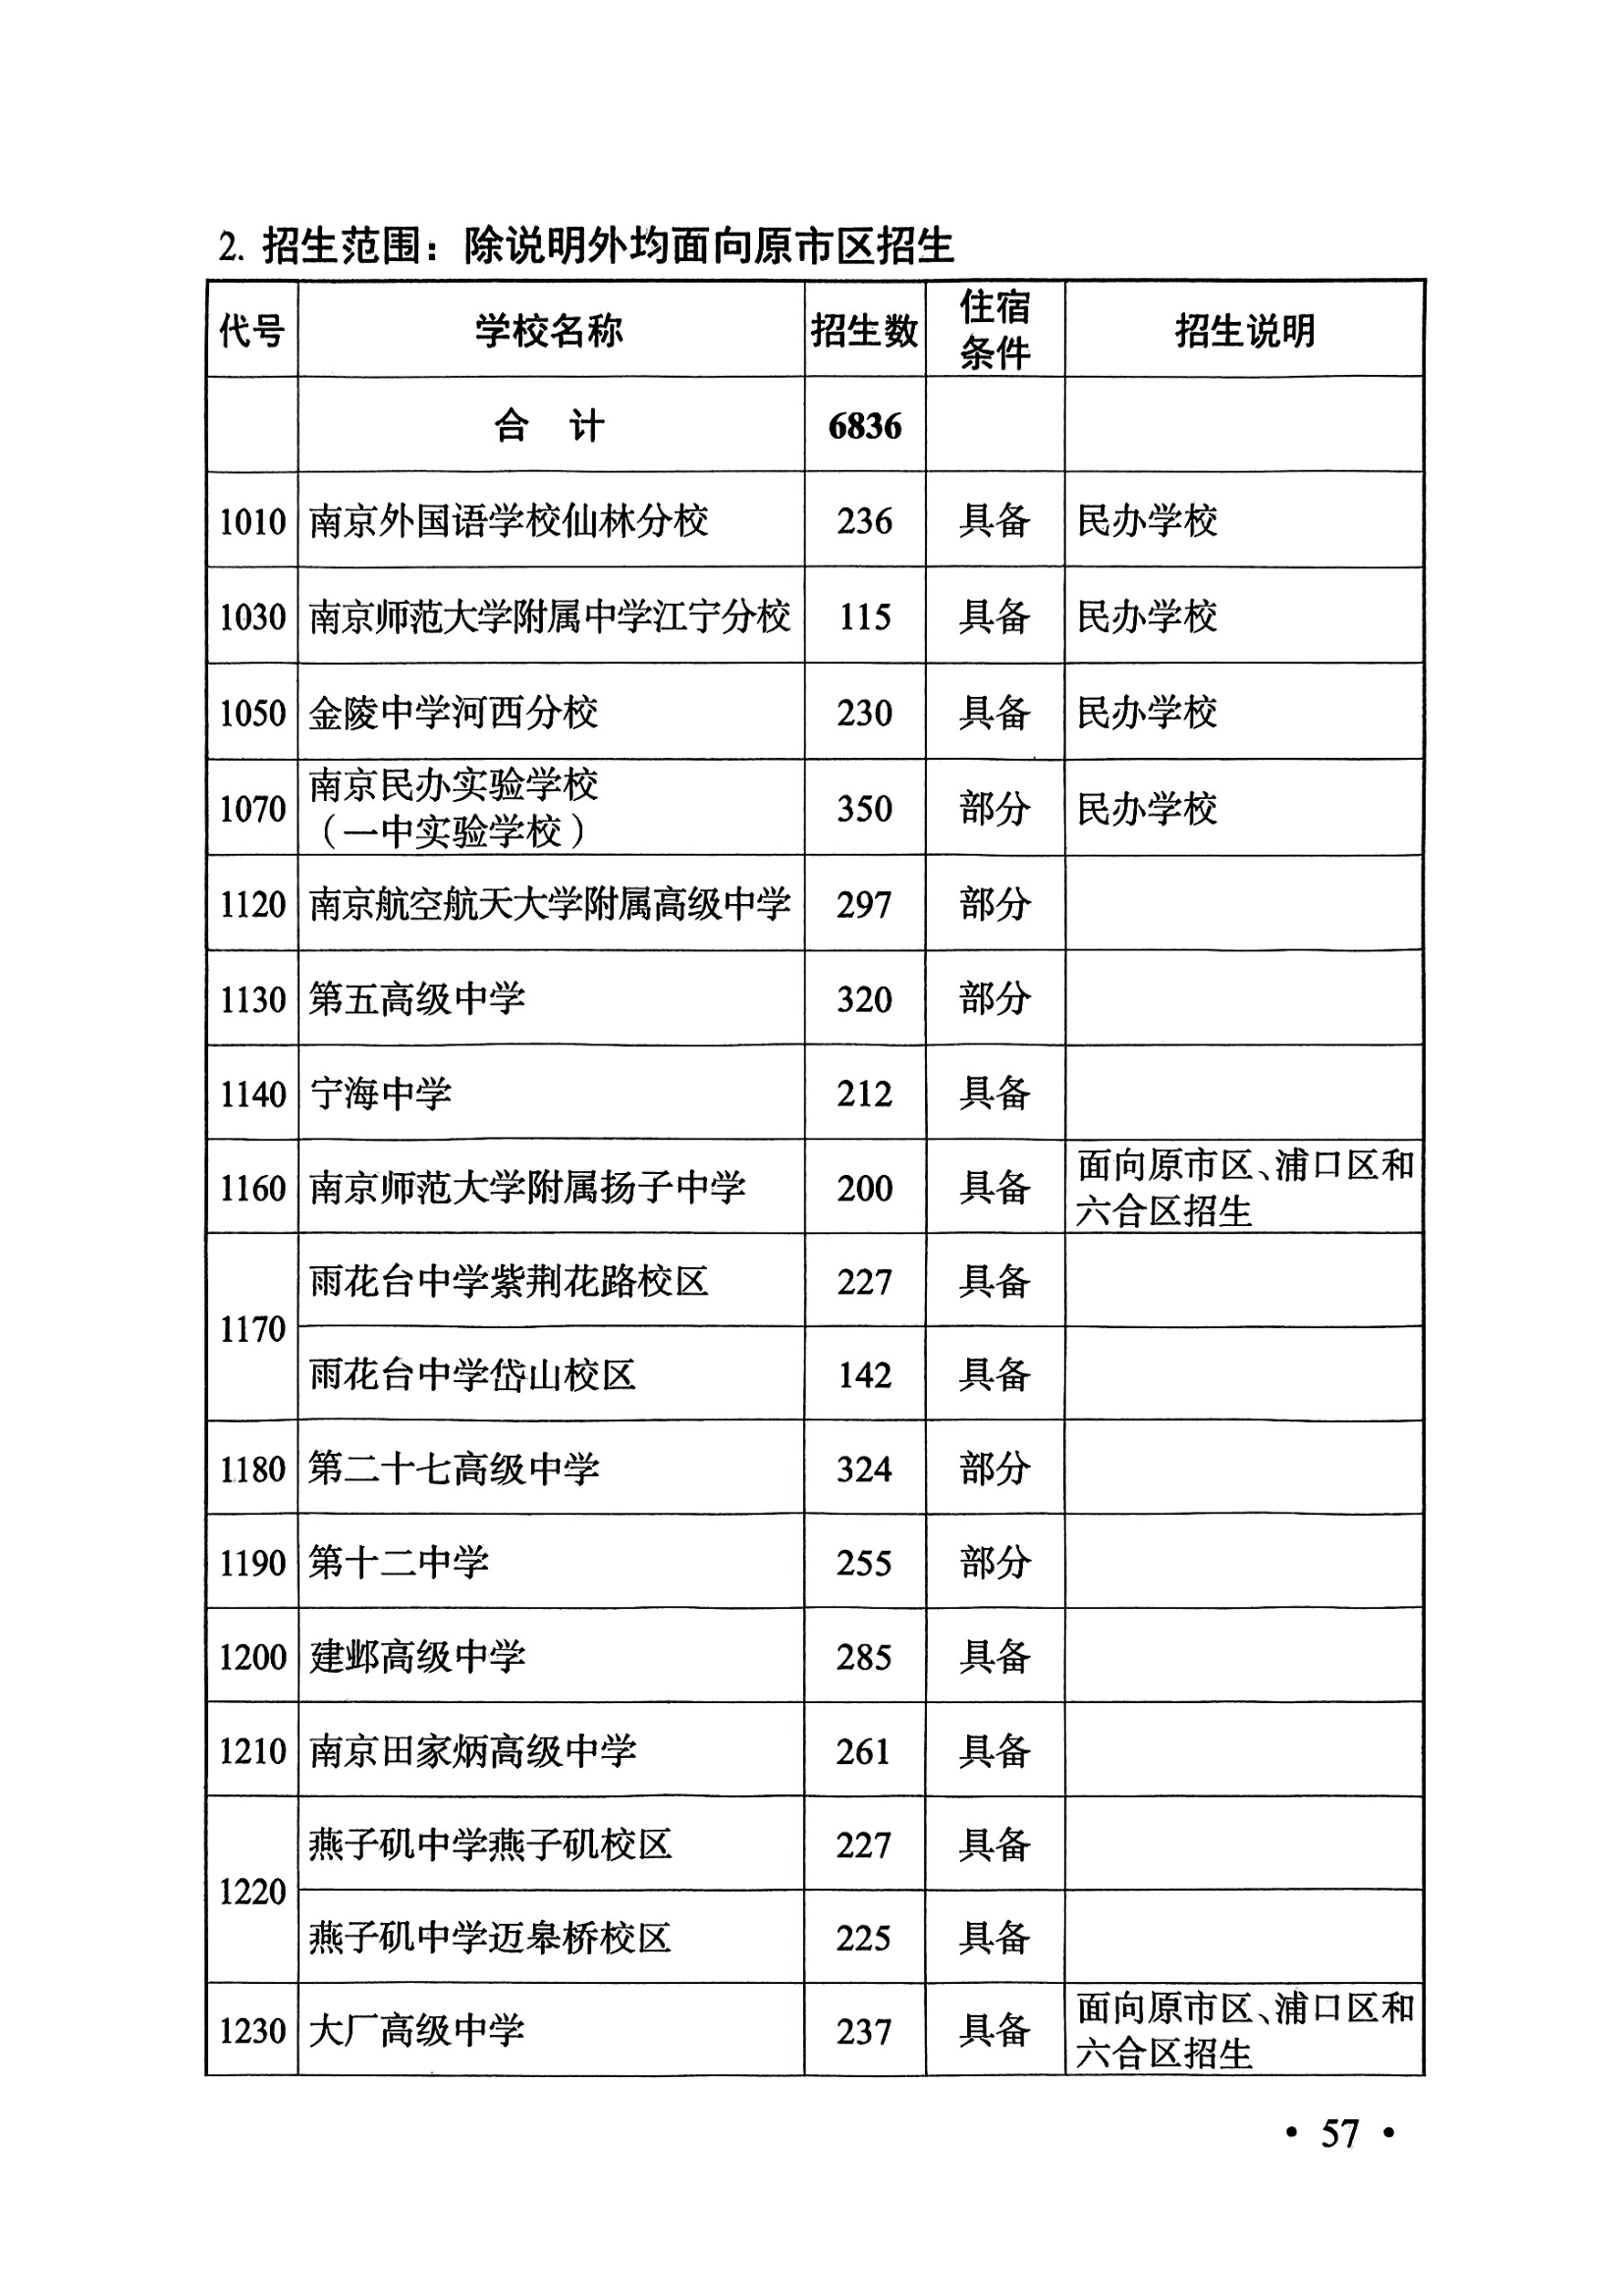 2. 招生范围：除说明外均面向原市区招生
代号 学校名称 招生数 住宿条件 招生说明
合 计 6836
1010 南京外国语学校仙林分校 236 具备 民办学校
1030 南京师范大学附属中学江宁分校 115 具备 民办学校
1050 金陵中学河西分校 230 具备 民办学校
1070 南京民办实验学校（一中实验学校） 350 部分 民办学校
1120 南京航空航天大学附属高级中学 297 部分
1130 第五高级中学 320 部分
1140 宁海中学 212 具备
1160 南京师范大学附属扬子中学 200 具备 面向原市区、浦口区和六合区招生
1170 雨花台中学紫荆花路校区 227 具备
雨花台中学岱山校区 142 具备
1180 第二十七高级中学 324 部分
1190 第十二中学 255 部分
1200 建邺高级中学 285 具备
1210 南京田家炳高级中学 261 具备
1220 燕子矶中学燕子矶校区 227 具备
燕子矶中学迈皋桥校区 225 具备
1230 大厂高级中学 237 具备 面向原市区、浦口区和六合区招生
• 57 •